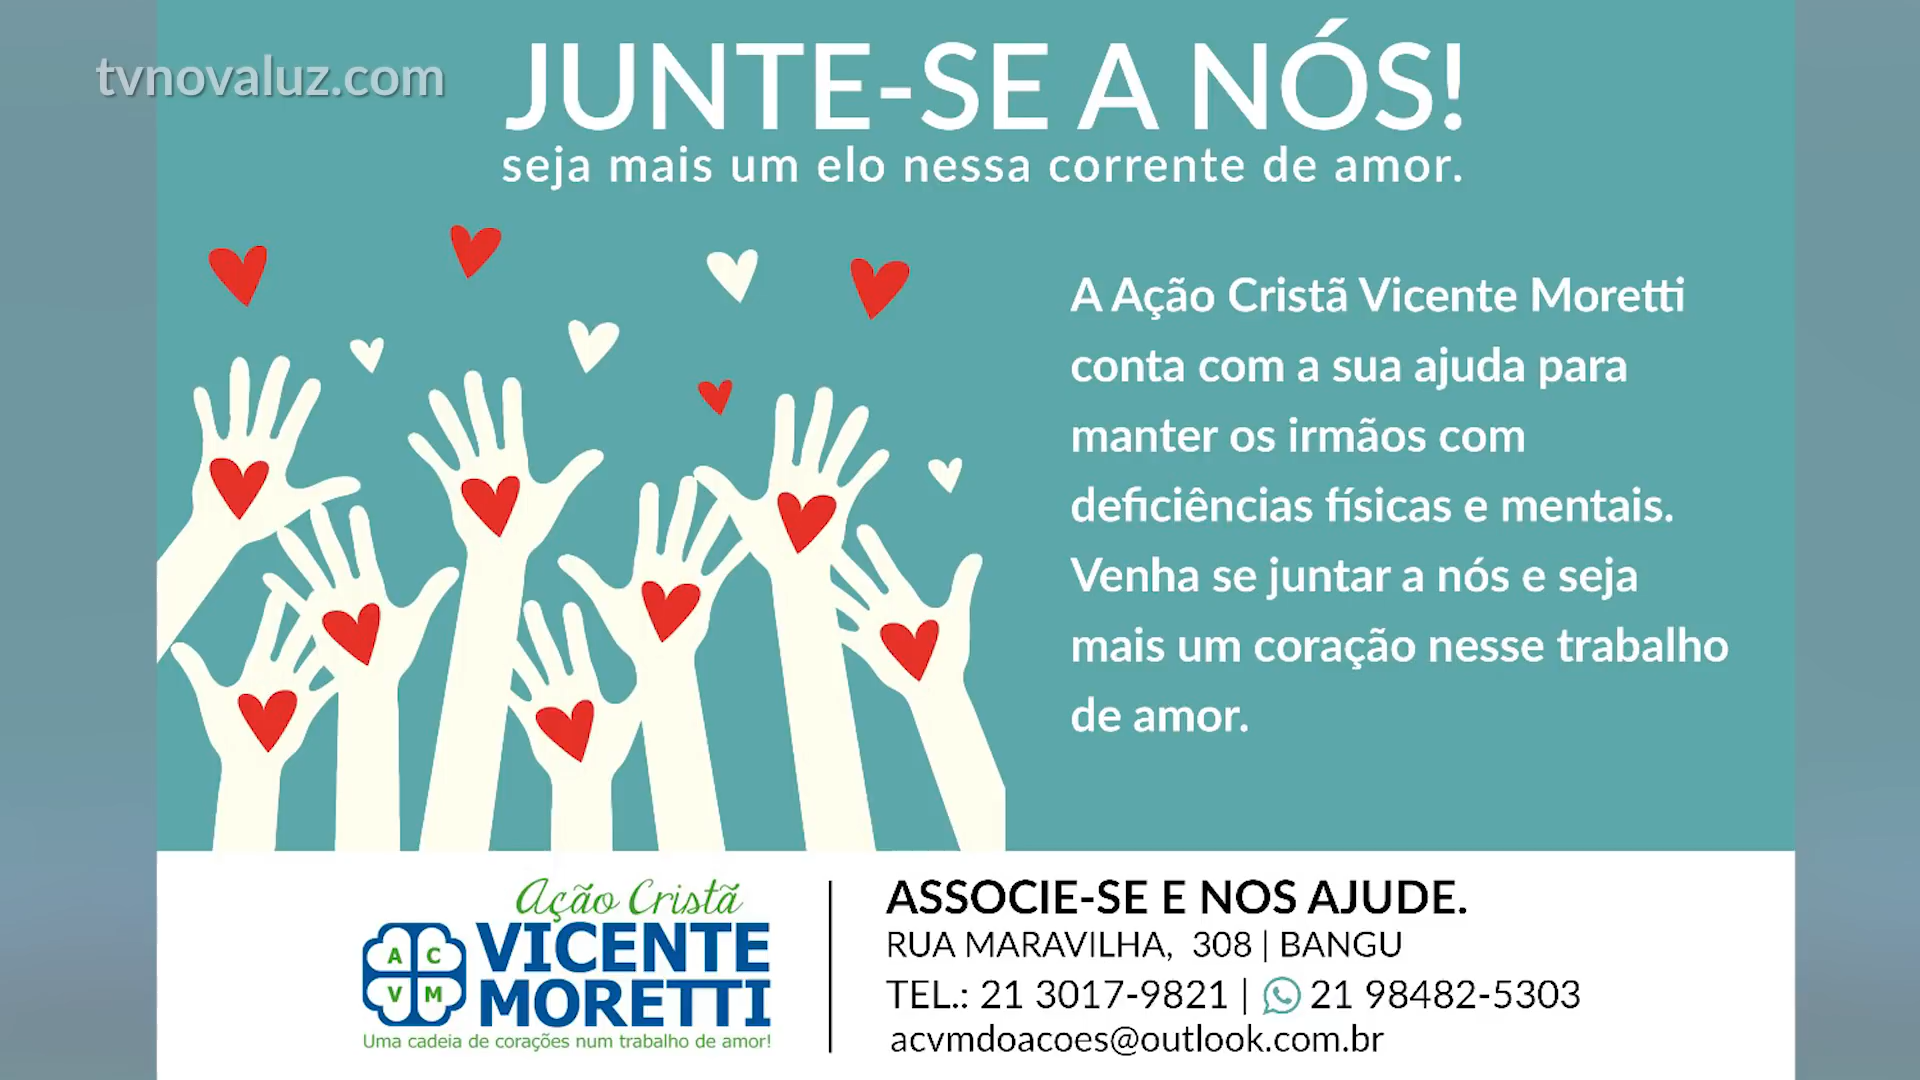 tvnovaluz.com
JUNTE-SE A NÓS!
seja mais um elo nessa corrente de amor.
A Ação Cristã Vicente Moretti
conta com a sua ajuda para
manter os irmãos com
deficiências físicas e mentais.
Venha se juntar a nós e seja
mais um coração nesse trabalho
de amor.
Ação Cristã
VICENTE
MORETTI
A C
V M
Uma cadeia de corações num trabalho de amor!
ASSOCIE-SE E NOS AJUDE.
RUA MARAVILHA, 308 | BANGU
TEL.: 21 3017-9821 | 21 98482-5303
acvmdoacoes@outlook.com.br